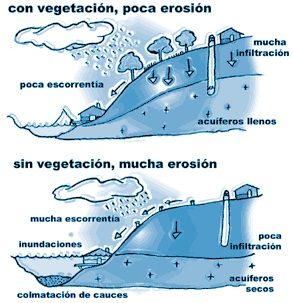 con vegetación, poca erosión
mucha
infiltración
poca escorrentía
acuíferos llenos
sin vegetación, mucha erosión
mucha escorrentía
inundaciones
poca
infiltración
acuíferos
secos
colmatación de cauces